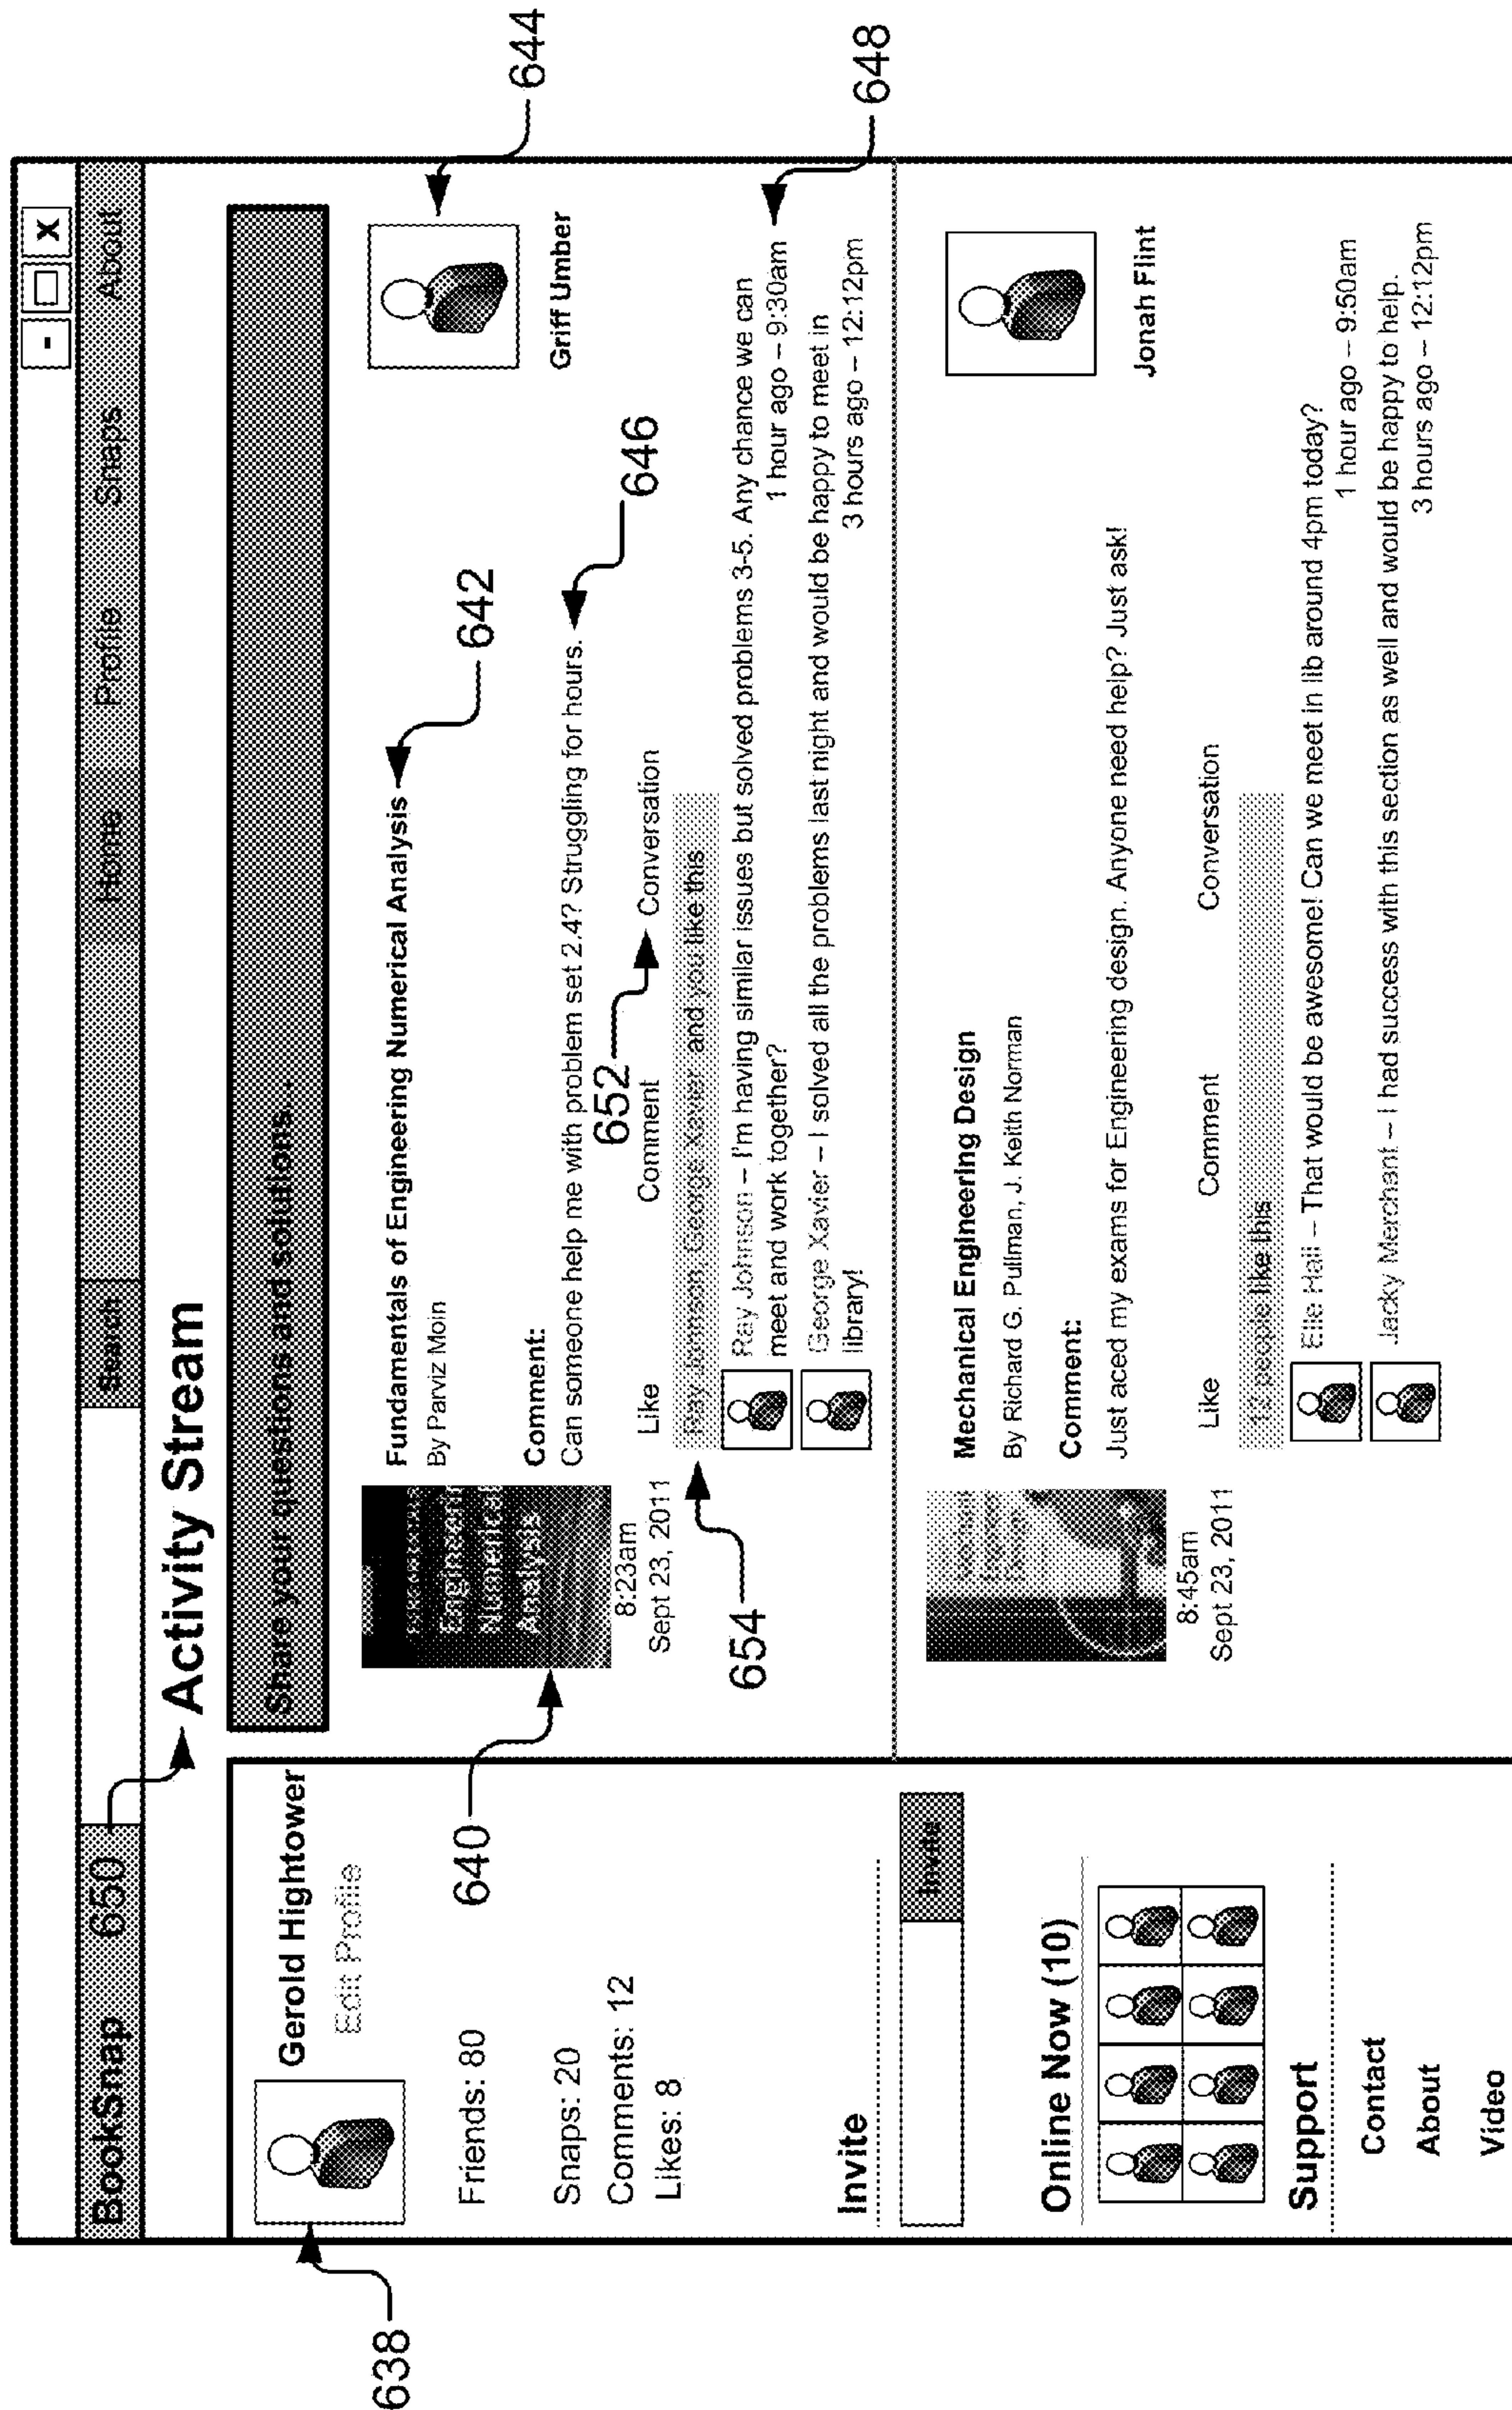 - □ X
BookSnap 650 Search Home Profile Snaps About
Activity Stream
638
Gerold Hightower
Edit Profile
Friends: 80
Snaps: 20
Comments: 12
Likes: 8
Invite
Invite
Online Now (10)
Support
Contact
About
Video
Share your questions and solutions...
640
Engineering
Numerical
Analysis
8:23am
Sept 23, 2011
Fundamentals of Engineering Numerical Analysis 642
By Parviz Moin
644
Griff Umber
Comment:
Can someone help me with problem set 2.4? Struggling for hours. 646
652
Like Comment Conversation
654
Ray Johnson, George Xavier, and you like this
Ray Johnson – I'm having similar issues but solved problems 3-5. Any chance we can
meet and work together? 1 hour ago – 9:30am
648
George Xavier – I solved all the problems last night and would be happy to meet in
library! 3 hours ago – 12:12pm
Mechanical Engineering Design
By Richard G. Pullman, J. Keith Norman
Jonah Flint
Comment:
Just aced my exams for Engineering design. Anyone need help? Just ask!
8:45am
Sept 23, 2011
Like Comment Conversation
12 people like this
Elle Hall – That would be awesome! Can we meet in lib around 4pm today?
1 hour ago – 9:50am
Jacky Merchant – I had success with this section as well and would be happy to help.
3 hours ago – 12:12pm